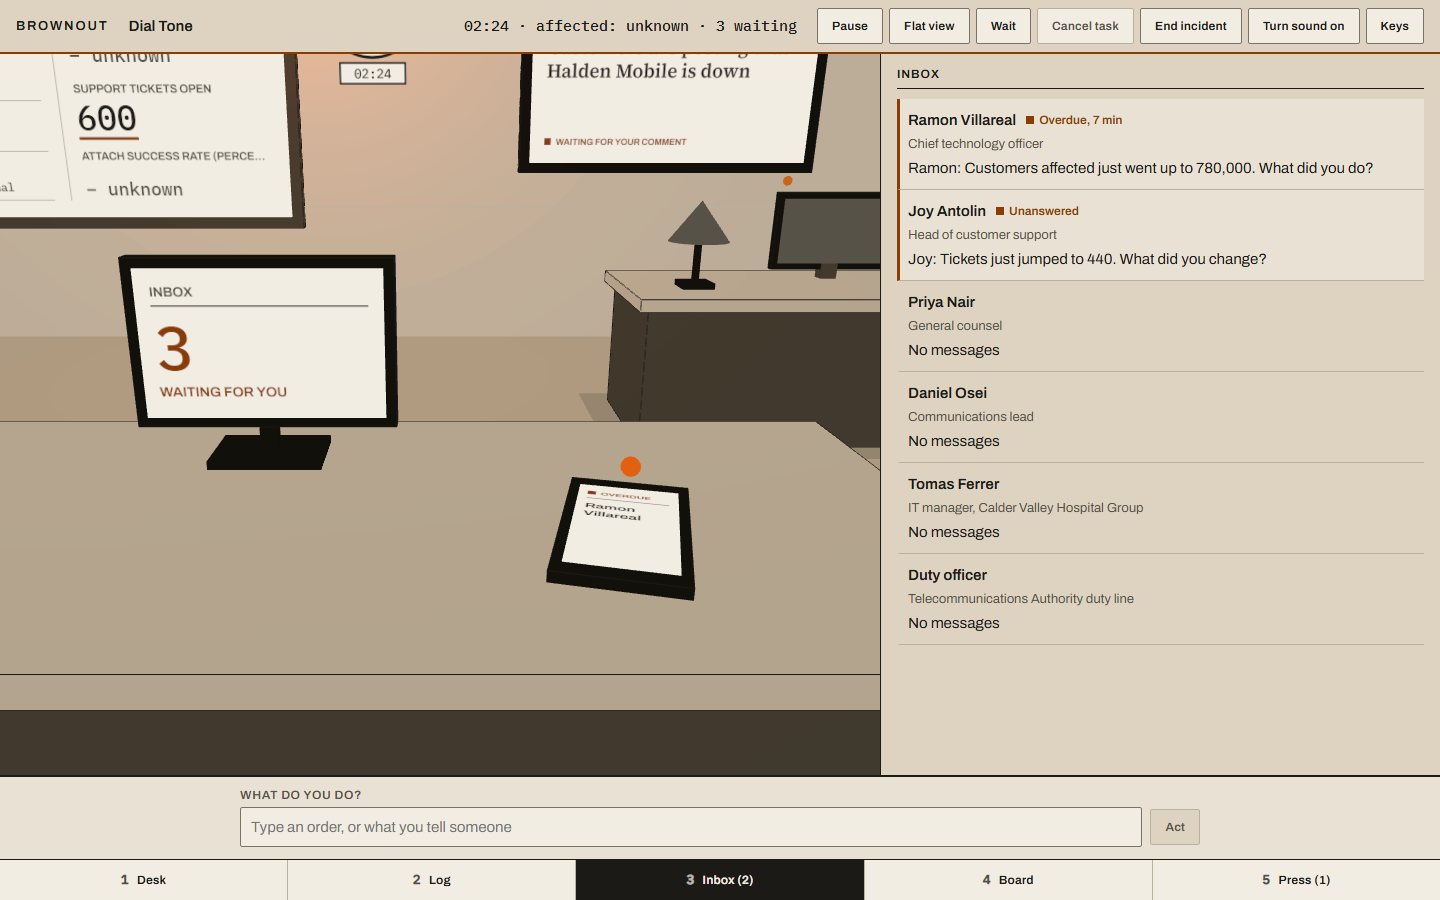 BROWNOUT Dial Tone
02:24 · affected: unknown · 3 waiting
Pause
Flat view
Wait
Cancel task
End incident
Turn sound on
Keys
– unknown
SUPPORT TICKETS OPEN
600
ATTACH SUCCESS RATE (PERCE...
– unknown
02:24
Halden Mobile is down
WAITING FOR YOUR COMMENT
INBOX
3
WAITING FOR YOU
OVERDUE
Ramon
Villareal
INBOX
Ramon Villareal Overdue, 7 min
Chief technology officer
Ramon: Customers affected just went up to 780,000. What did you do?
Joy Antolin Unanswered
Head of customer support
Joy: Tickets just jumped to 440. What did you change?
Priya Nair
General counsel
No messages
Daniel Osei
Communications lead
No messages
Tomas Ferrer
IT manager, Calder Valley Hospital Group
No messages
Duty officer
Telecommunications Authority duty line
No messages
WHAT DO YOU DO?
Type an order, or what you tell someone
Act
1 Desk
2 Log
3 Inbox (2)
4 Board
5 Press (1)